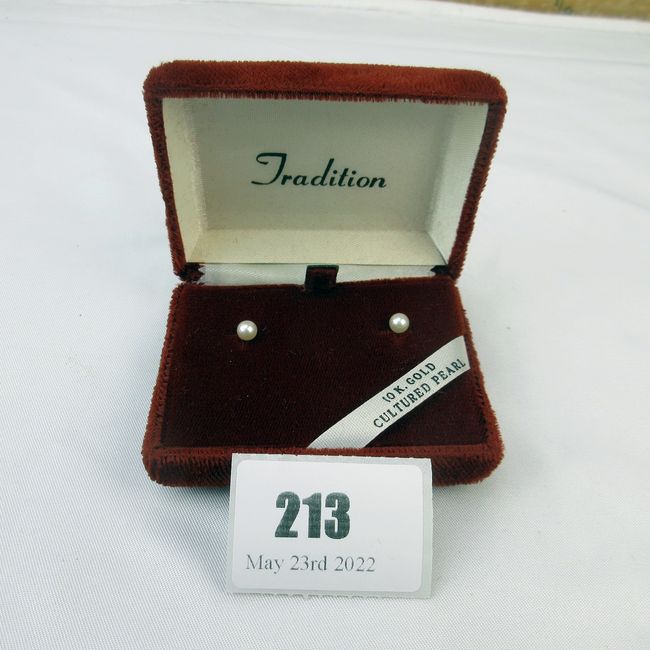 Tradition
10 K. GOLD
CULTURED PEARL
213
May 23rd 2022